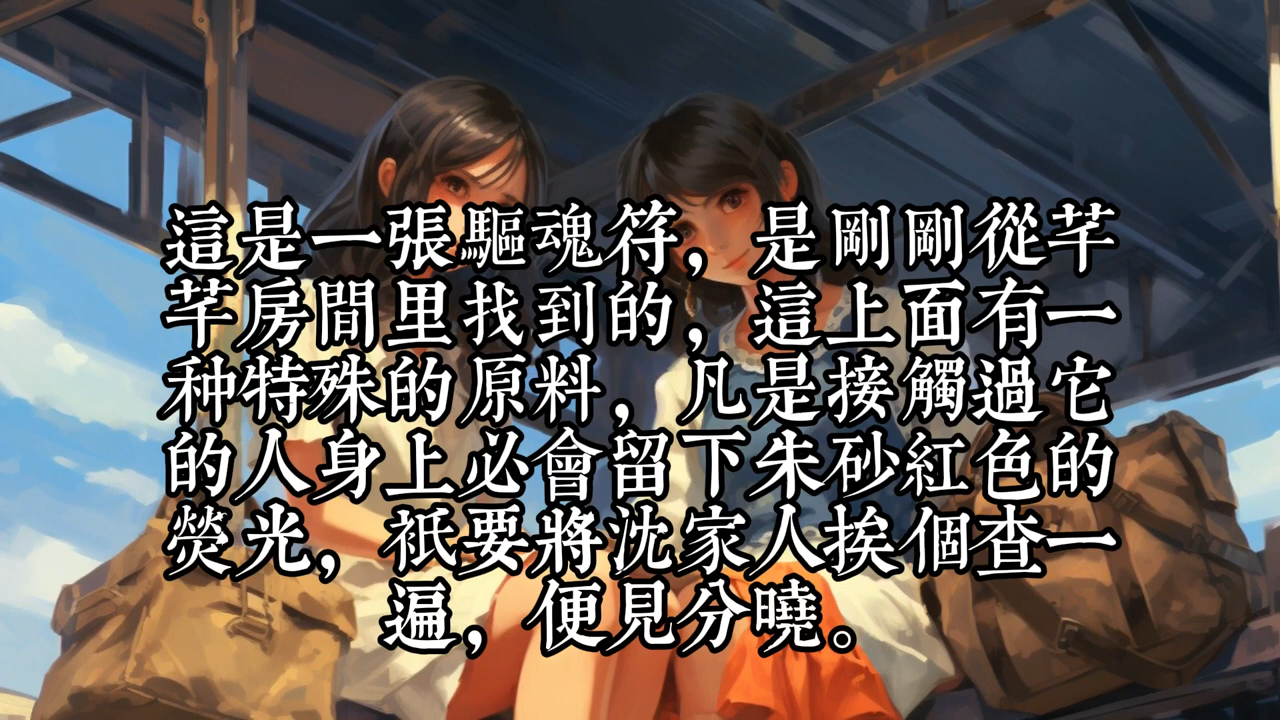 這是一張驅魂符，是剛剛從芊
芊房間里找到的，這上面有一
种特殊的原料，凡是接觸過它
的人身上必會留下朱砂紅色的
熒光，祇要將沈家人挨個查一
遍，便見分曉。